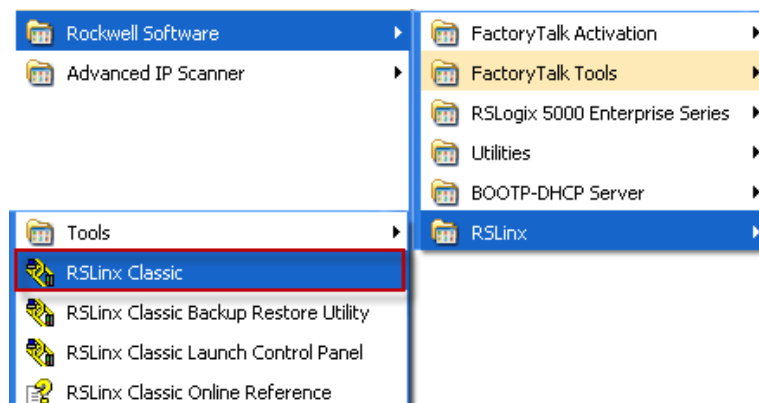 Rockwell Software
Advanced IP Scanner
FactoryTalk Activation
FactoryTalk Tools
RSLogix 5000 Enterprise Series
Utilities
BOOTP-DHCP Server
RSLinx
Tools
RSLinx Classic
RSLinx Classic Backup Restore Utility
RSLinx Classic Launch Control Panel
RSLinx Classic Online Reference